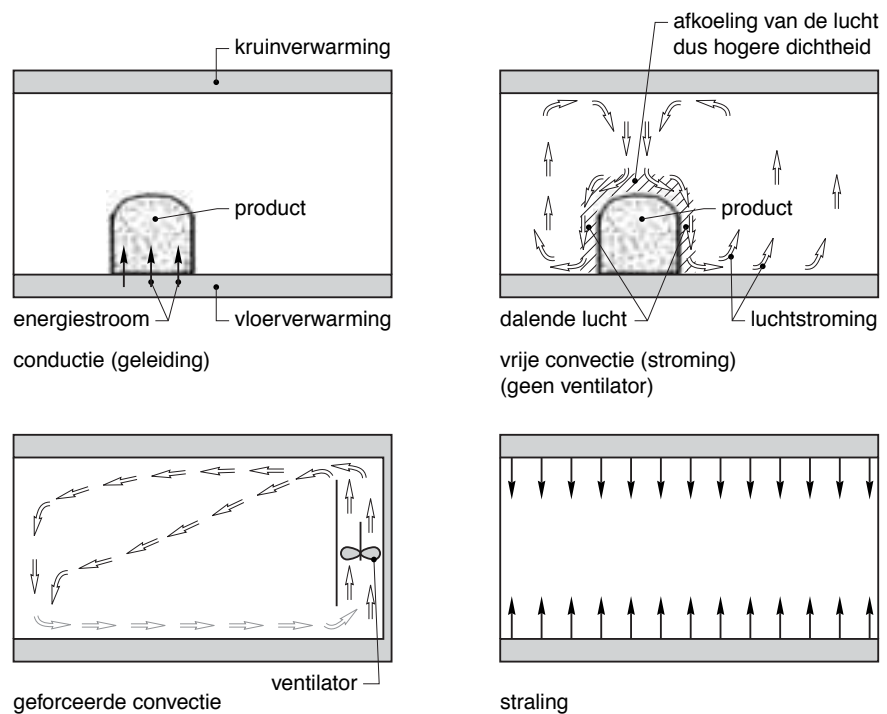 kruinverwarming
product
energiestroom
vloerverwarming
conductie (geleiding)
afkoeling van de lucht
dus hogere dichtheid
product
dalende lucht
luchtstroming
vrije convectie (stroming)
(geen ventilator)
ventilator
geforceerde convectie
straling